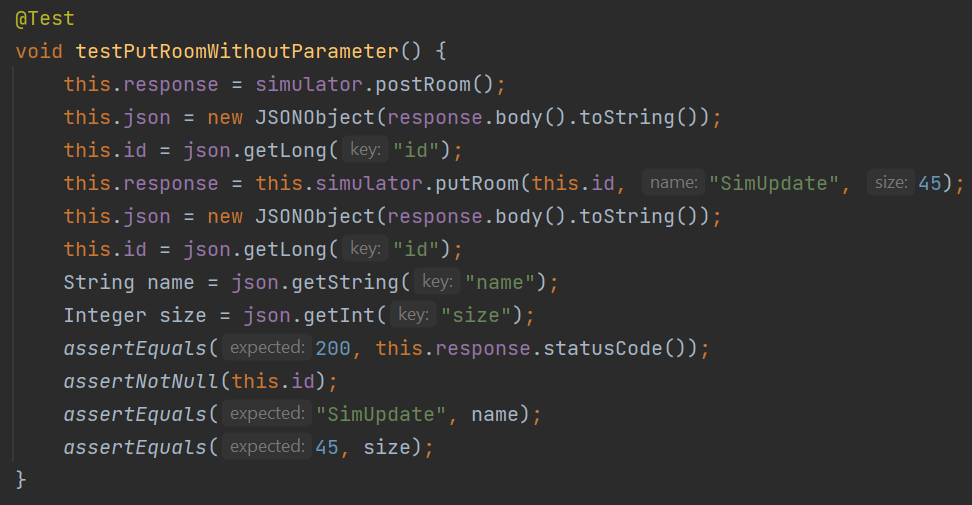 @Test
void testPutRoomWithoutParameter() {
    this.response = simulator.postRoom();
    this.json = new JSONObject(response.body().toString());
    this.id = json.getLong( key: "id");
    this.response = this.simulator.putRoom(this.id, name: "SimUpdate", size: 45);
    this.json = new JSONObject(response.body().toString());
    this.id = json.getLong( key: "id");
    String name = json.getString( key: "name");
    Integer size = json.getInt( key: "size");
    assertEquals( expected: 200, this.response.statusCode());
    assertNotNull(this.id);
    assertEquals( expected: "SimUpdate", name);
    assertEquals( expected: 45, size);
}